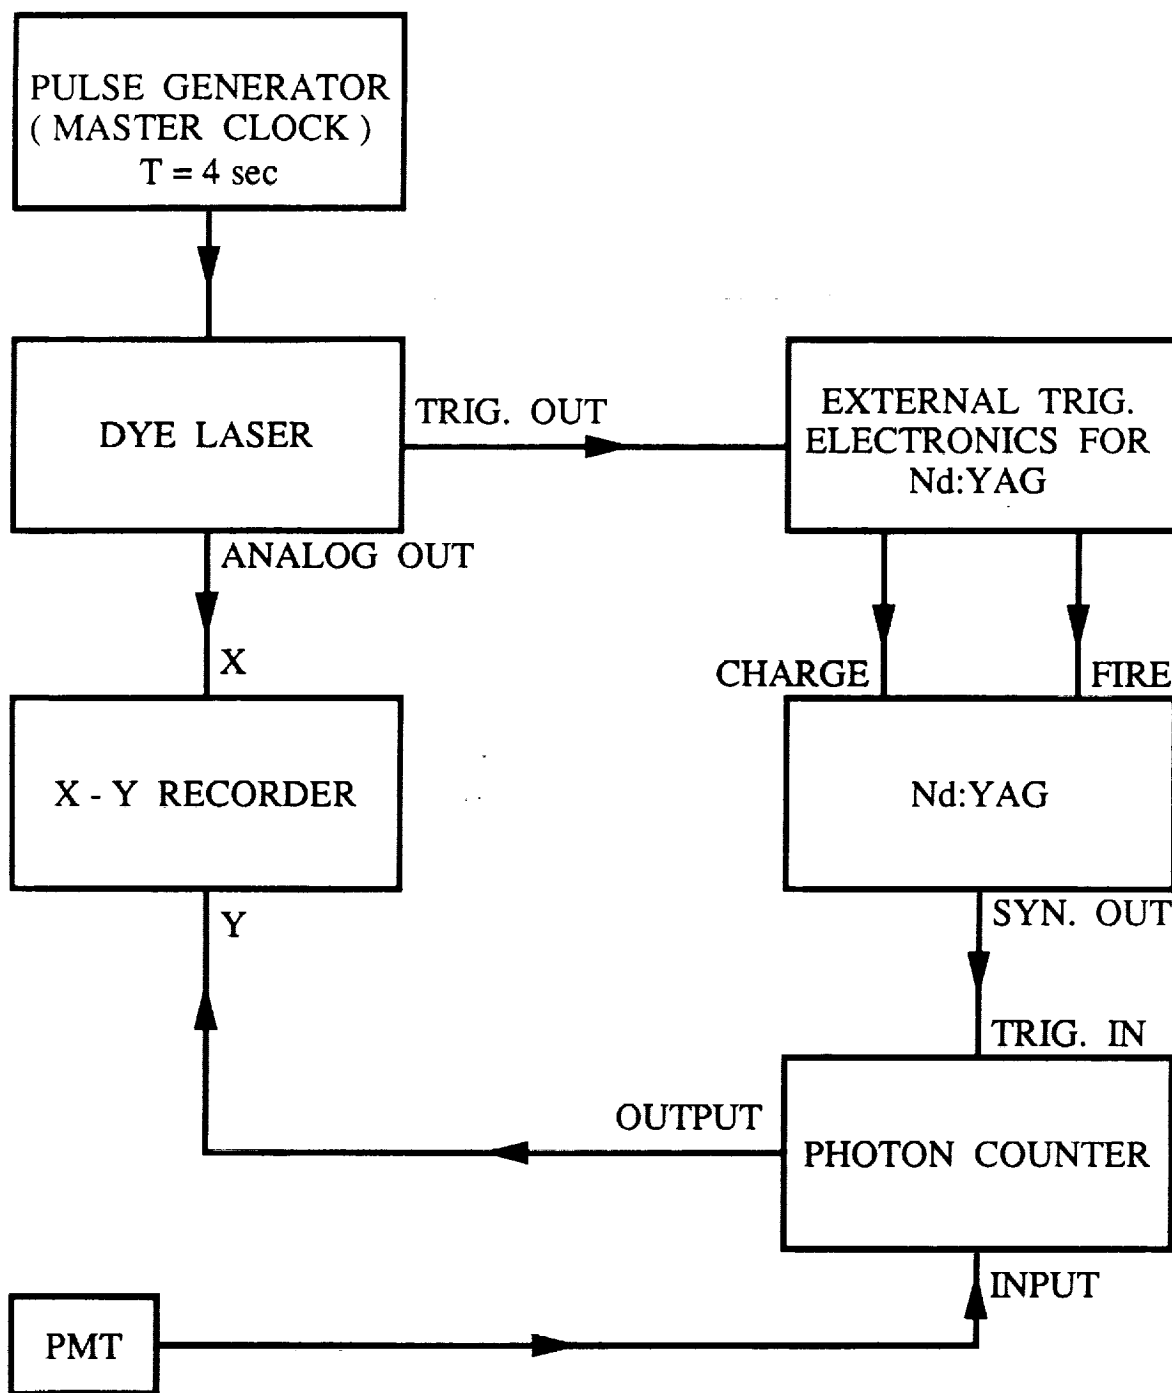 PULSE GENERATOR
( MASTER CLOCK )
T = 4 sec
DYE LASER
TRIG. OUT
EXTERNAL TRIG.
ELECTRONICS FOR
Nd:YAG
ANALOG OUT
X
CHARGE
FIRE
X - Y RECORDER
Nd:YAG
Y
SYN. OUT
TRIG. IN
OUTPUT
PHOTON COUNTER
INPUT
PMT